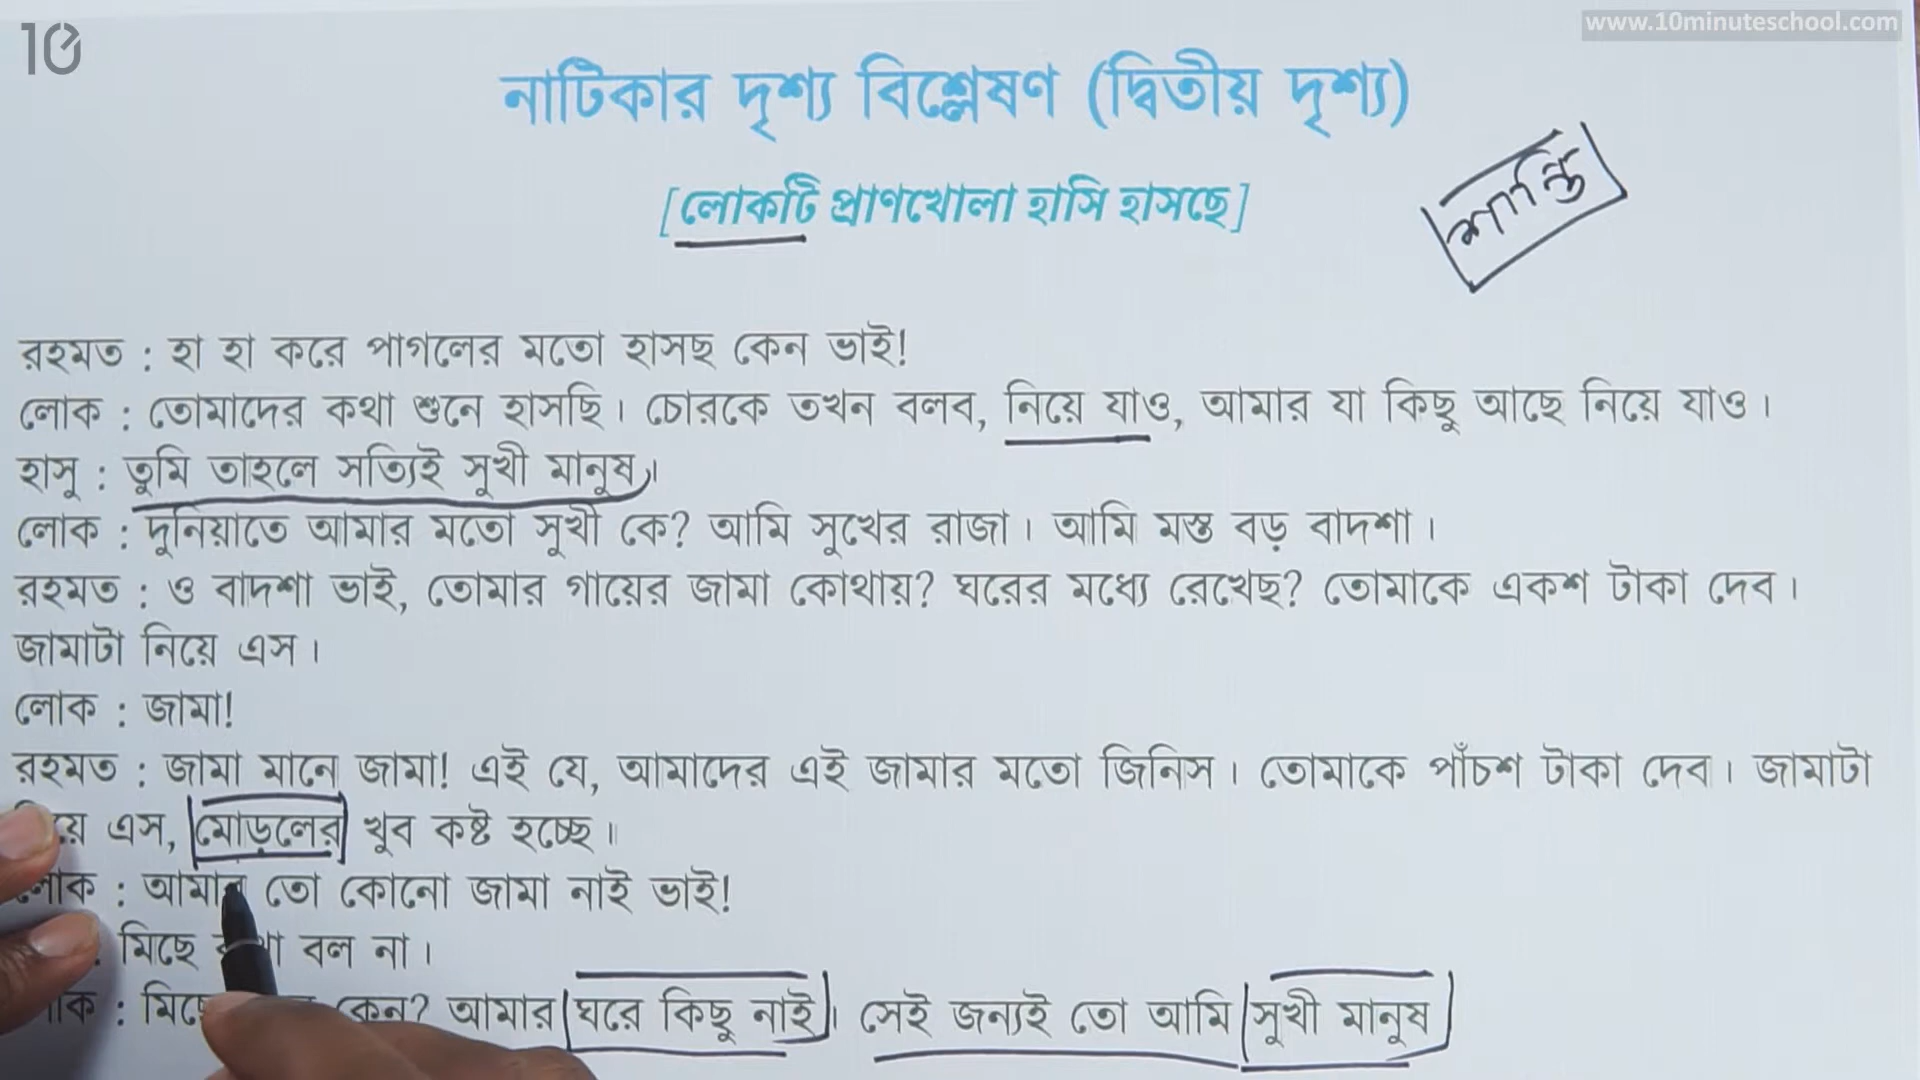 10
www.10minuteschool.com
নাটিকার দৃশ্য বিশ্লেষণ (দ্বিতীয় দৃশ্য)
[লোকটি প্রাণখোলা হাসি হাসছে]
শান্তি
রহমত : হা হা করে পাগলের মতো হাসছ কেন ভাই!
লোক : তোমাদের কথা শুনে হাসছি। চোরকে তখন বলব, নিয়ে যাও, আমার যা কিছু আছে নিয়ে যাও।
হাসু : তুমি তাহলে সত্যিই সুখী মানুষ।
লোক : দুনিয়াতে আমার মতো সুখী কে? আমি সুখের রাজা। আমি মস্ত বড় বাদশা।
রহমত : ও বাদশা ভাই, তোমার গায়ের জামা কোথায়? ঘরের মধ্যে রেখেছ? তোমাকে একশ টাকা দেব।
জামাটা নিয়ে এস।
লোক : জামা!
রহমত : জামা মানে জামা! এই যে, আমাদের এই জামার মতো জিনিস। তোমাকে পাঁচশ টাকা দেব। জামাটা
এস, মোড়লের খুব কষ্ট হচ্ছে।
লোক : আমার তো কোনো জামা নাই ভাই!
: মিছে বল না।
: কেন? আমার ঘরে কিছু নাই। সেই জন্যই তো আমি সুখী মানুষ